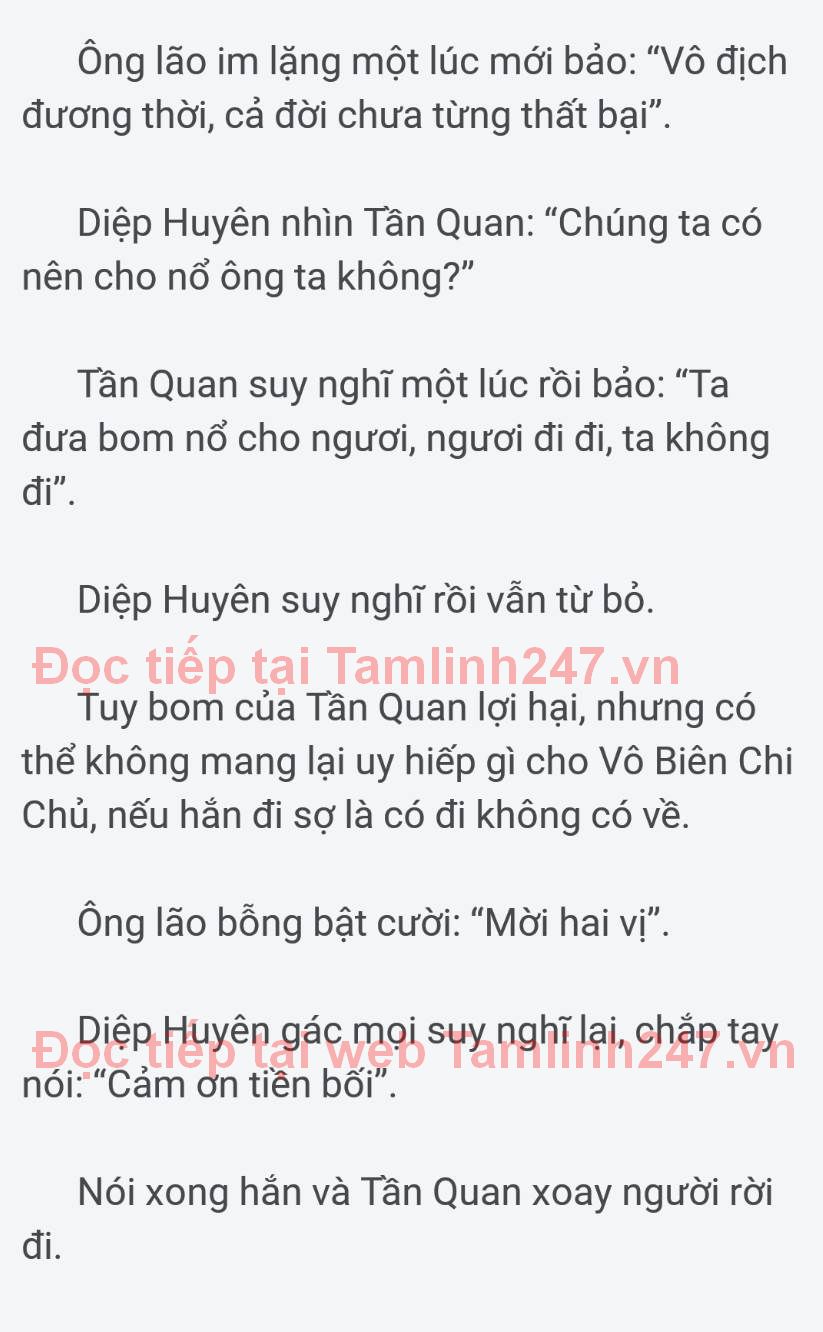 Ông lão im lặng một lúc mới bảo: “Vô địch
đương thời, cả đời chưa từng thất bại”.
Diệp Huyên nhìn Tần Quan: “Chúng ta có
nên cho nổ ông ta không?”
Tần Quan suy nghĩ một lúc rồi bảo: “Ta
đưa bom nổ cho ngươi, ngươi đi đi, ta không
đi”.
Diệp Huyên suy nghĩ rồi vẫn từ bỏ.
Đọc tiếp tại Tamlinh247.vn
Tuy bom của Tần Quan lợi hại, nhưng có
thể không mang lại uy hiếp gì cho Vô Biên Chi
Chủ, nếu hắn đi sợ là có đi không có về.
Ông lão bỗng bật cười: “Mời hai vị”.
Diệp Huyên gác mọi suy nghĩ lại, chắp tay
Đọc tiếp tại web Tamlinh247.vn
nói: “Cảm ơn tiền bối”.
Nói xong hắn và Tần Quan xoay người rời
đi.